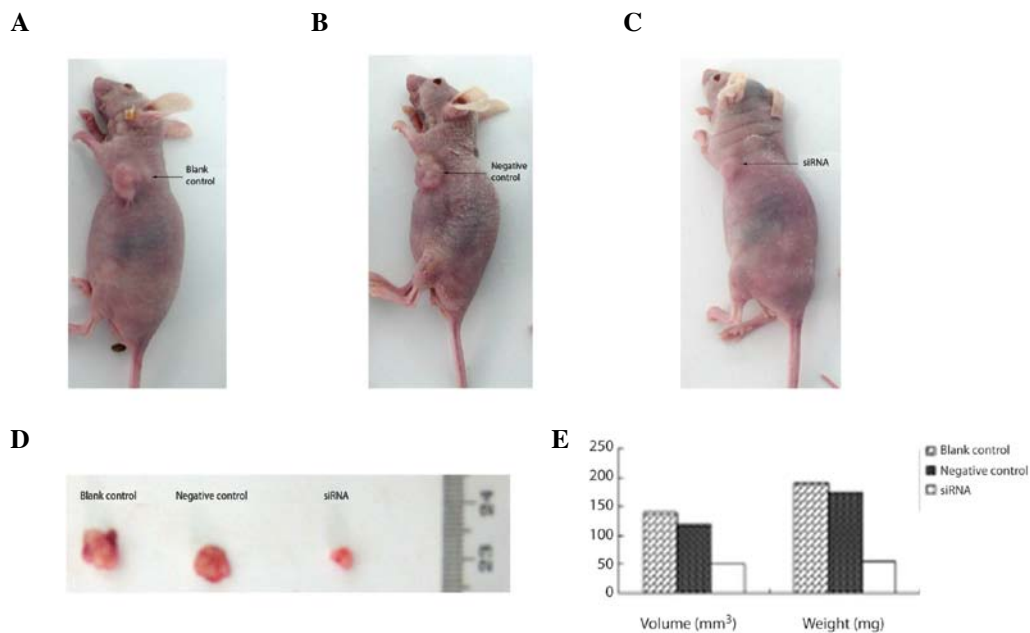 A
B
C
Blank
control
Negative
control
siRNA
D
E
Blank control
Negative control
siRNA
250
200
150
100
50
0
Blank control
Negative control
siRNA
Volume (mm³)
Weight (mg)